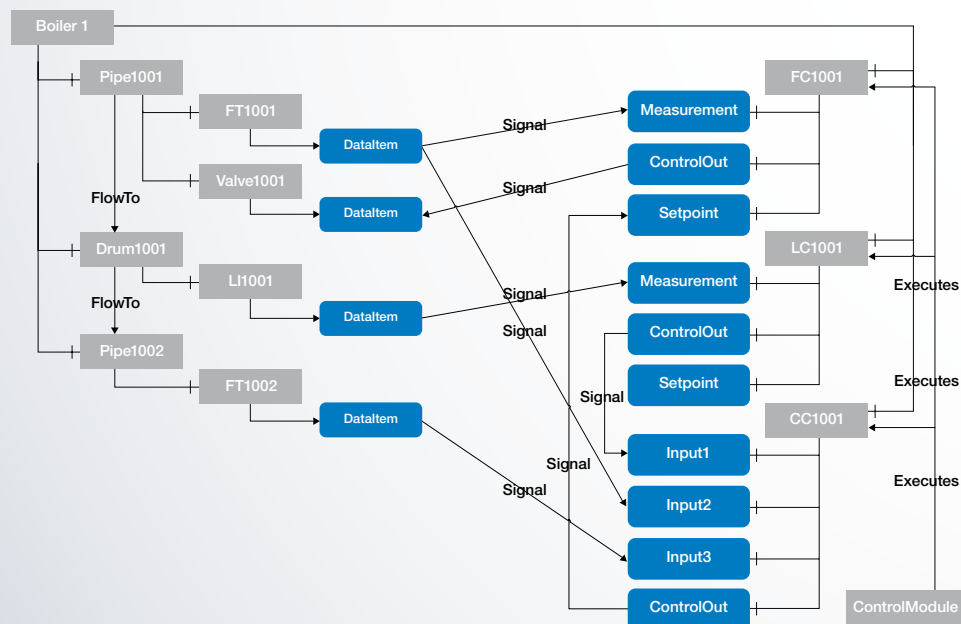 Boiler 1
Pipe1001
FT1001
DataItem
Valve1001
DataItem
FlowTo
Drum1001
LI1001
DataItem
FlowTo
Pipe1002
FT1002
DataItem
Signal
Signal
Signal
Signal
Signal
Signal
Signal
FC1001
Measurement
ControlOut
Setpoint
LC1001
Measurement
ControlOut
Setpoint
CC1001
Input1
Input2
Input3
ControlOut
Executes
Executes
Executes
ControlModule